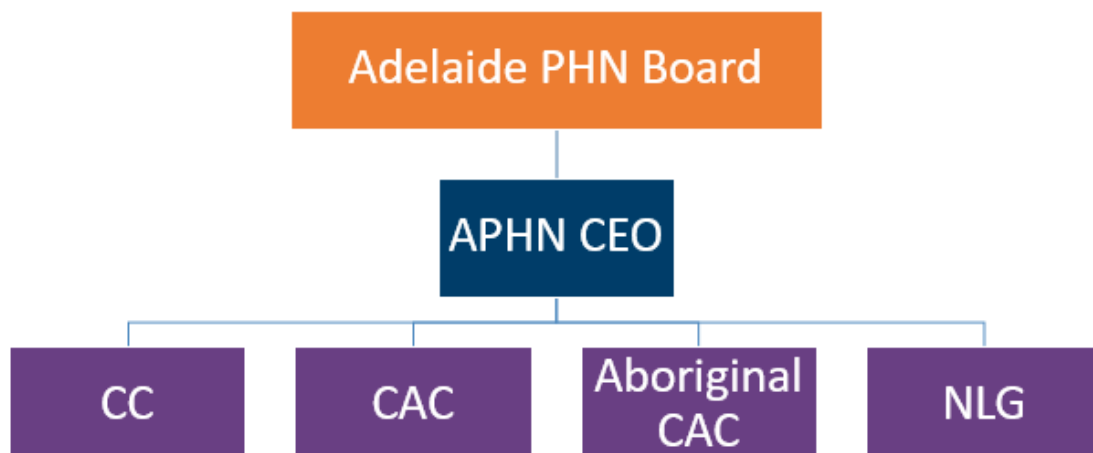 Adelaide PHN Board
APHN CEO
CC
CAC
Aboriginal
CAC
NLG